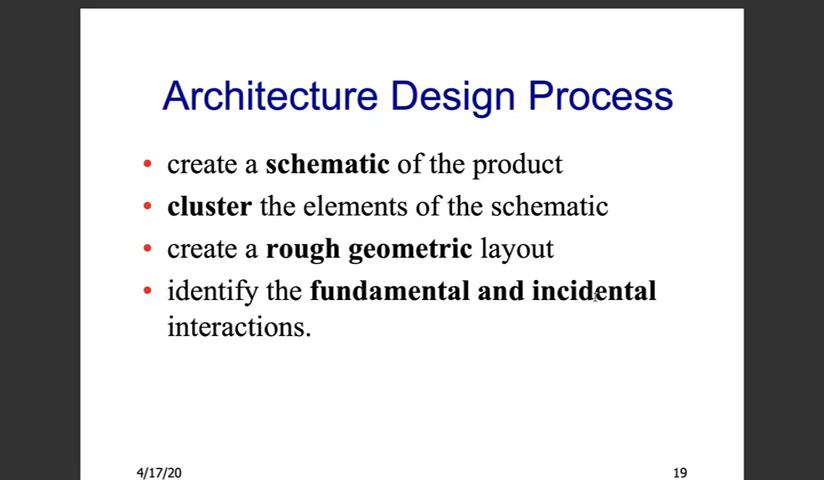 Architecture Design Process
• create a schematic of the product
• cluster the elements of the schematic
• create a rough geometric layout
• identify the fundamental and incidental
interactions.
4/17/20
19